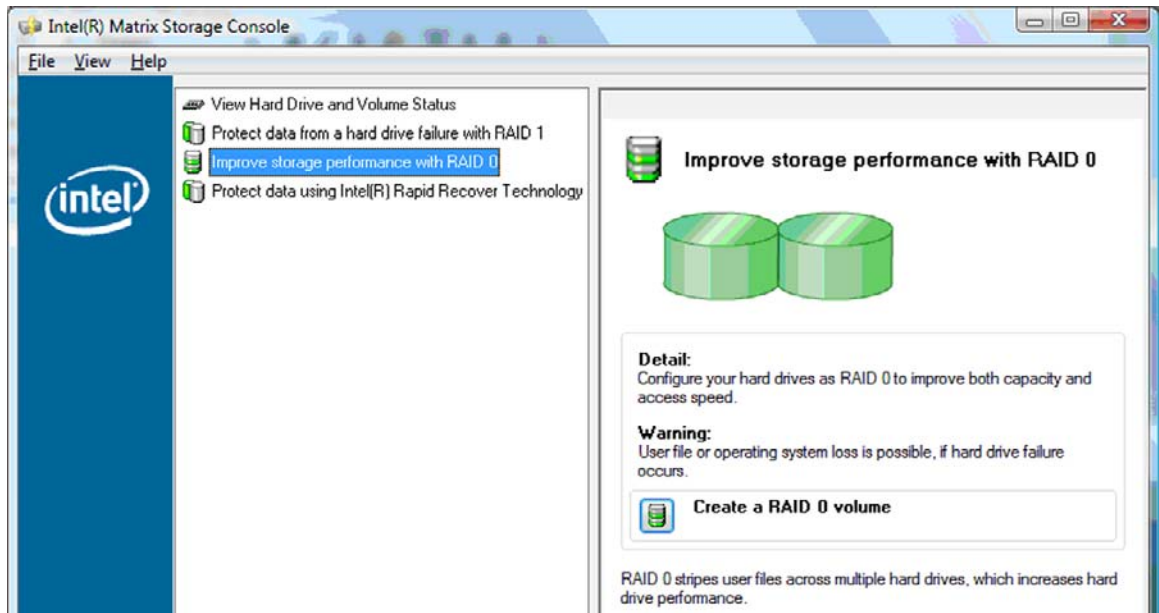 Intel(R) Matrix Storage Console
File View Help
intel
View Hard Drive and Volume Status
Protect data from a hard drive failure with RAID 1
Improve storage performance with RAID 0
Protect data using Intel(R) Rapid Recover Technology
Improve storage performance with RAID 0
Detail:
Configure your hard drives as RAID 0 to improve both capacity and
access speed.
Warning:
User file or operating system loss is possible, if hard drive failure
occurs.
Create a RAID 0 volume
RAID 0 stripes user files across multiple hard drives, which increases hard
drive performance.